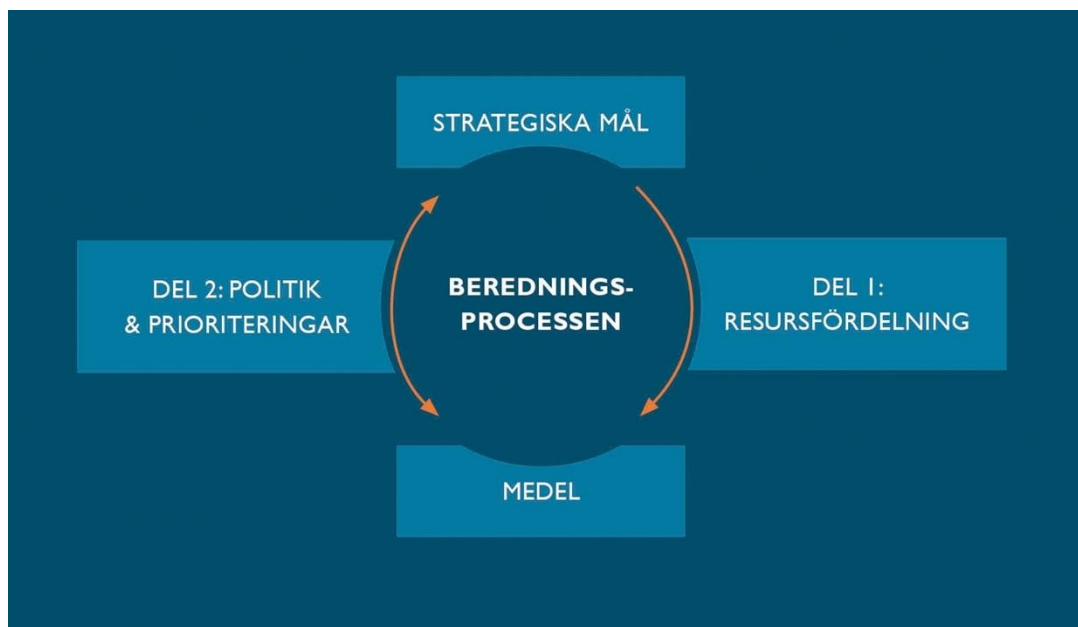 STRATEGISKA MÅL
DEL 2: POLITIK
& PRIORITERINGAR
BEREDNINGS-
PROCESSEN
DEL 1:
RESURSFÖRDELNING
MEDEL